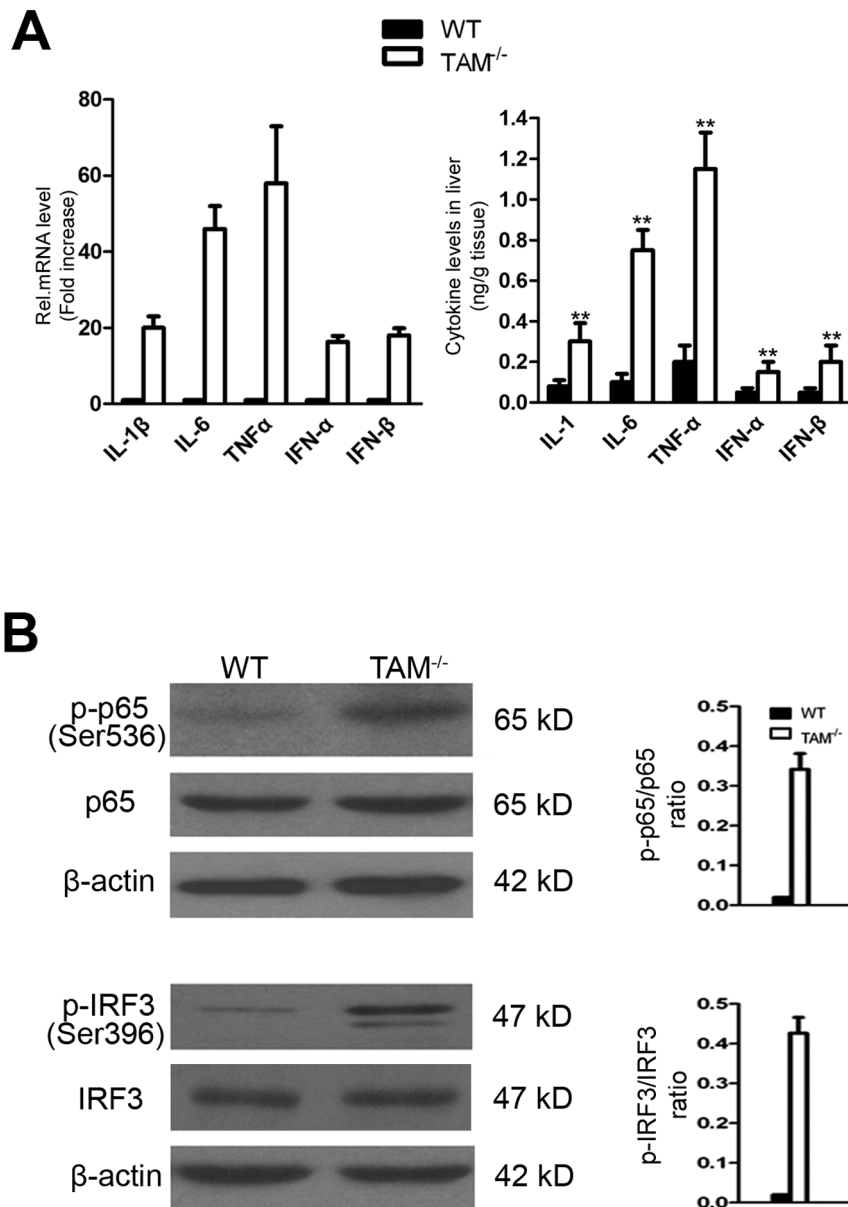 A
WT
TAM-/-
Rel.mRNA level
(Fold increase)
80
60
40
20
0
IL-1β
IL-6
TNFα
IFN-α
IFN-β
Cytokine levels in liver
(ng/g tissue)
1.4
1.2
1.0
0.8
0.6
0.4
0.2
0.0
**
**
**
**
**
IL-1
IL-6
TNF-α
IFN-α
IFN-β
B
WT TAM-/-
p-p65
(Ser536)
65 kD
p65
65 kD
β-actin
42 kD
p-p65/p65
ratio
0.5
0.4
0.3
0.2
0.1
0.0
WT
TAM-/-
p-IRF3
(Ser396)
47 kD
IRF3
47 kD
β-actin
42 kD
p-IRF3/IRF3
ratio
0.5
0.4
0.3
0.2
0.1
0.0